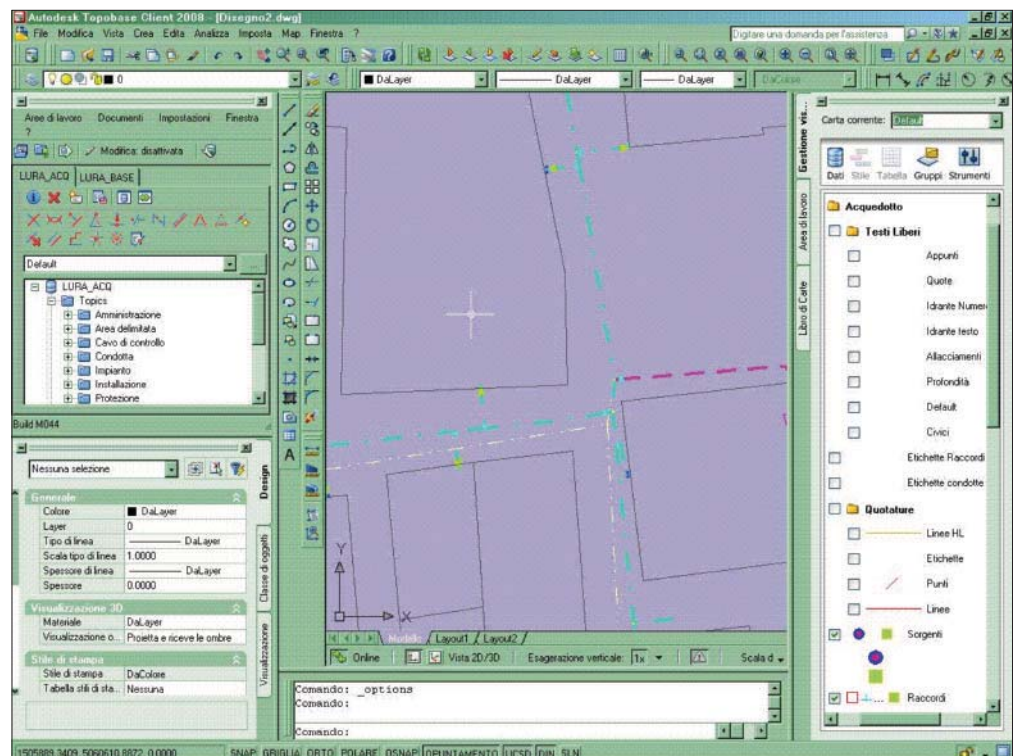 Autodesk Topobase Client 2008 - [Disegno2.dwg]
File Modifica Vista Crea Edita Analizza Imposta Map Finestra ?
Digitare una domanda per l'assistenza
0
DaLayer
DaLayer
DaLayer
DaColore
Aree di lavoro Documenti Impostazioni Finestra
?
Modifica: disattivata
LURA_ACQ LURA_BASE
Default
...
LURA_ACQ
Topics
Amministrazione
Area delimitata
Cavo di controllo
Condotta
Impianto
Installazione
Protezione
Build M044
Nessuna selezione
Generale
Colore DaLayer
Layer 0
Tipo di linea DaLayer
Scala tipo di linea 1.0000
Spessore di linea DaLayer
Spessore 0.0000
Visualizzazione 3D
Materiale DaLayer
Visualizzazione o... Proietta e riceve le ombre
Stile di stampa
Stile di stampa DaColore
Tabella stili di sta... Nessuna
Design
Classe di oggetti
Visualizzazione
A
Y
X
Modello Layout1 Layout2
Online Vista 2D/3D Esagerazione verticale: 1x Scala d
Comando: _options
Comando:
Comando:
Gestione vis...
Area di lavoro
Libro di Carte
Carta corrente: Default
Dati Stile Tabella Gruppi Strumenti
Acquedotto
Testi Liberi
Appunti
Quote
Idrante Numero
Idrante testo
Allacciamenti
Profondità
Default
Civici
Etichette Raccordi
Etichette condotte
Quotature
Linee HL
Etichette
Punti
Linee
Sorgenti
... Raccordi
1505889.3409, 5060610.8872, 0.0000 SNAP GRIGLIA ORTO POLARE OSNAP OPUNTAMENTO UCSD DIN SLN